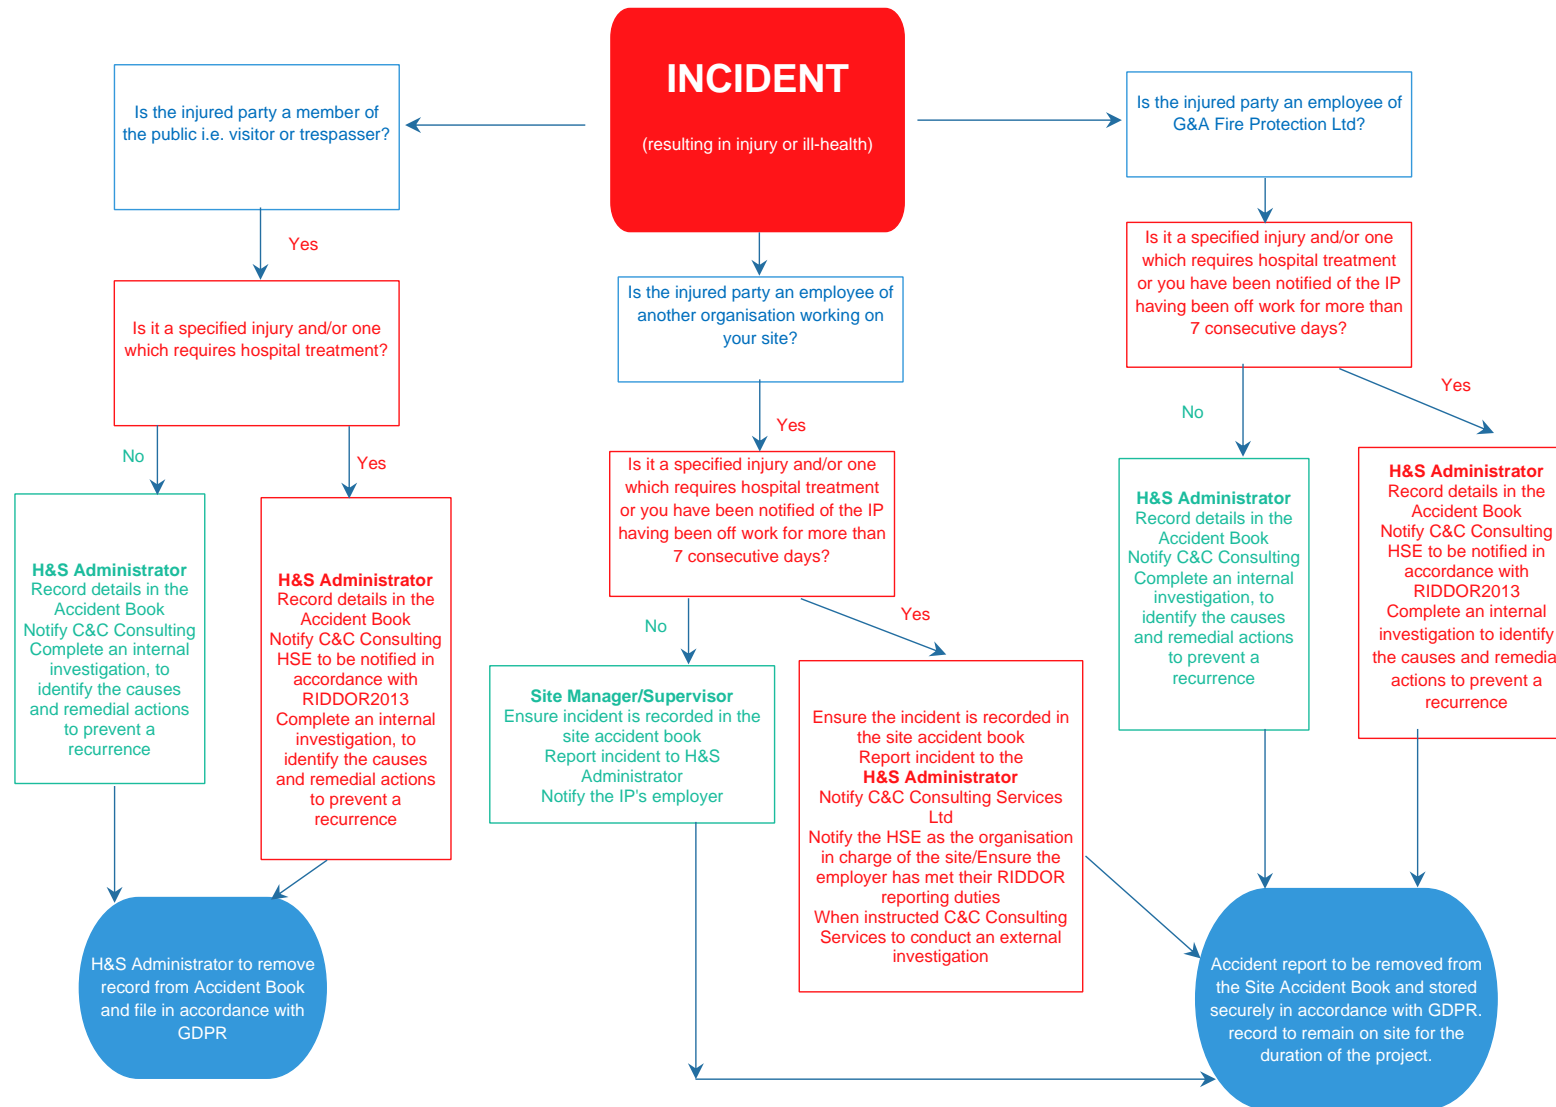 INCIDENT
(resulting in injury or ill-health)
Is the injured party a member of
the public i.e. visitor or trespasser?
Yes
Is it a specified injury and/or one
which requires hospital treatment?
No
Yes
H&S Administrator
Record details in the
Accident Book
Notify C&C Consulting
Complete an internal
investigation, to
identify the causes
and remedial actions
to prevent a
recurrence
H&S Administrator
Record details in the
Accident Book
Notify C&C Consulting
HSE to be notified in
accordance with
RIDDOR2013
Complete an internal
investigation, to
identify the causes
and remedial actions
to prevent a
recurrence
H&S Administrator to remove
record from Accident Book
and file in accordance with
GDPR
Is the injured party an employee of
another organisation working on
your site?
Yes
Is it a specified injury and/or one
which requires hospital treatment
or you have been notified of the IP
having been off work for more than
7 consecutive days?
No
Yes
Site Manager/Supervisor
Ensure incident is recorded in the
site accident book
Report incident to H&S
Administrator
Notify the IP's employer
Ensure the incident is recorded in
the site accident book
Report incident to the
H&S Administrator
Notify C&C Consulting Services
Ltd
Notify the HSE as the organisation
in charge of the site/Ensure the
employer has met their RIDDOR
reporting duties
When instructed C&C Consulting
Services to conduct an external
investigation
Is the injured party an employee of
G&A Fire Protection Ltd?
Is it a specified injury and/or one
which requires hospital treatment
or you have been notified of the IP
having been off work for more than
7 consecutive days?
No
Yes
H&S Administrator
Record details in the
Accident Book
Notify C&C Consulting
Complete an internal
investigation, to
identify the causes
and remedial actions
to prevent a
recurrence
H&S Administrator
Record details in the
Accident Book
Notify C&C Consulting
HSE to be notified in
accordance with
RIDDOR2013
Complete an internal
investigation to identify
the causes and remedia
actions to prevent a
recurrence
Accident report to be removed from
the Site Accident Book and stored
securely in accordance with GDPR.
record to remain on site for the
duration of the project.